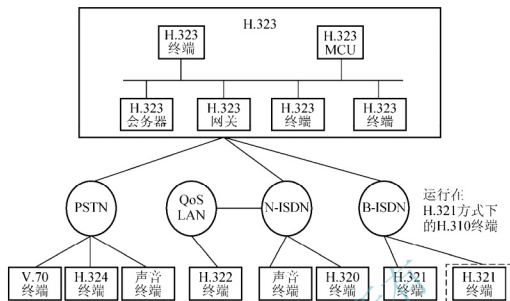 H.323
H.323
终端
H.323
MCU
H.323
会务器
H.323
网关
H.323
终端
H.323
终端
PSTN
QoS
LAN
N-ISDN
B-ISDN
运行在
H.321方式下
的H.310终端
V.70
终端
H.324
终端
声音
终端
H.322
终端
声音
终端
H.320
终端
H.321
终端
H.321
终端